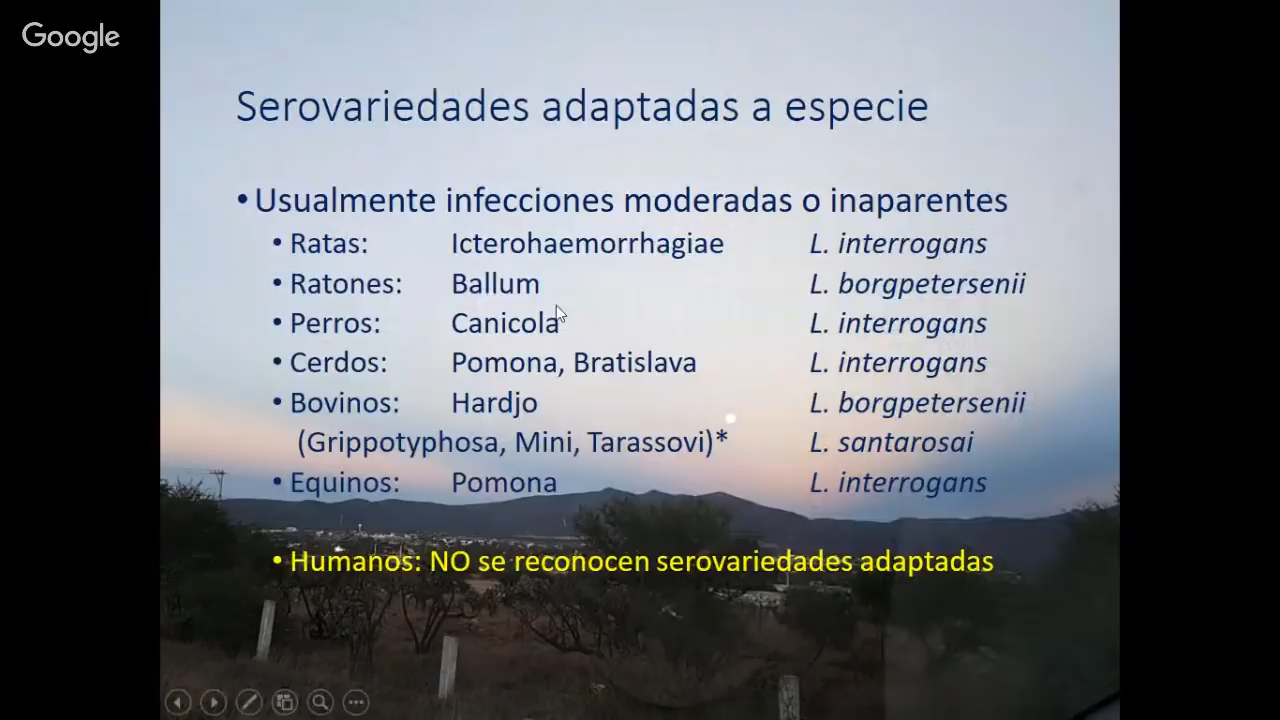 Google
Serovariedades adaptadas a especie
• Usualmente infecciones moderadas o inaparentes
• Ratas: Icterohaemorrhagiae L. interrogans
• Ratones: Ballum L. borgpetersenii
• Perros: Canicola L. interrogans
• Cerdos: Pomona, Bratislava L. interrogans
• Bovinos: Hardjo L. borgpetersenii
(Grippotyphosa, Mini, Tarassovi)* L. santarosai
• Equinos: Pomona L. interrogans
• Humanos: NO se reconocen serovariedades adaptadas